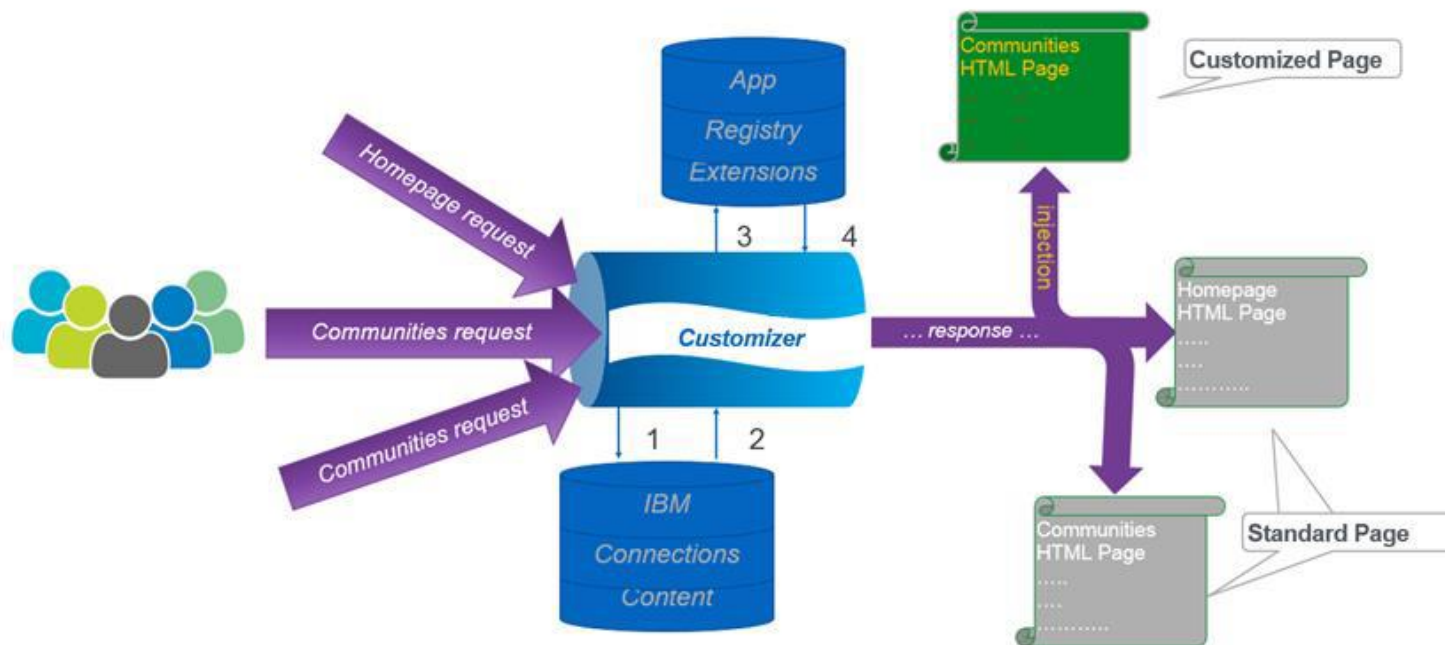 App
Registry
Extensions
Communities
HTML Page
Customized Page
Homepage request
3
4
injection
Homepage
HTML Page
.....
....
...........
Communities request
Customizer
... response ...
Communities request
1
2
IBM
Connections
Content
Communities
HTML Page
.....
....
...........
Standard Page